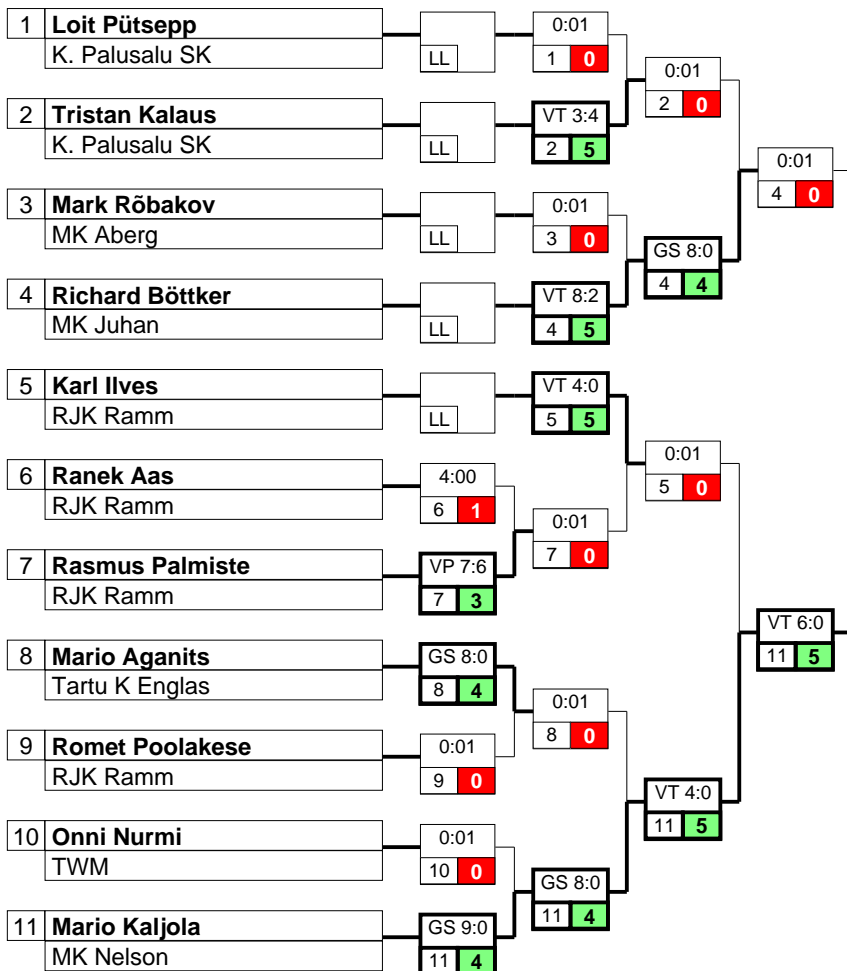 1 Loit Pütsepp
K. Palusalu SK
LL
0:01
1 0
0:01
2 0
2 Tristan Kalaus
K. Palusalu SK
LL
VT 3:4
2 5
0:01
4 0
3 Mark Rõbakov
MK Aberg
LL
0:01
3 0
GS 8:0
4 4
4 Richard Böttker
MK Juhan
LL
VT 8:2
4 5
5 Karl Ilves
RJK Ramm
LL
VT 4:0
5 5
0:01
5 0
6 Ranek Aas
RJK Ramm
4:00
6 1
0:01
7 0
7 Rasmus Palmiste
RJK Ramm
VP 7:6
7 3
VT 6:0
11 5
8 Mario Aganits
Tartu K Englas
GS 8:0
8 4
0:01
8 0
9 Romet Poolakese
RJK Ramm
0:01
9 0
VT 4:0
11 5
10 Onni Nurmi
TWM
0:01
10 0
GS 8:0
11 4
11 Mario Kaljola
MK Nelson
GS 9:0
11 4